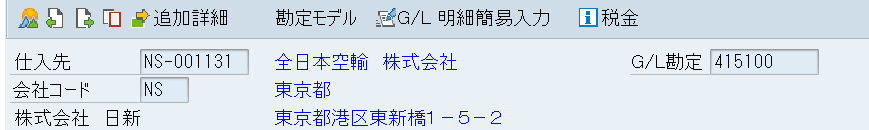 追加詳細 勘定モデル G/L 明細簡易入力 税金
仕入先 NS-001131 全日本空輸 株式会社 G/L勘定 415100
会社コード NS 東京都
株式会社 日新 東京都港区東新橋1-5-2